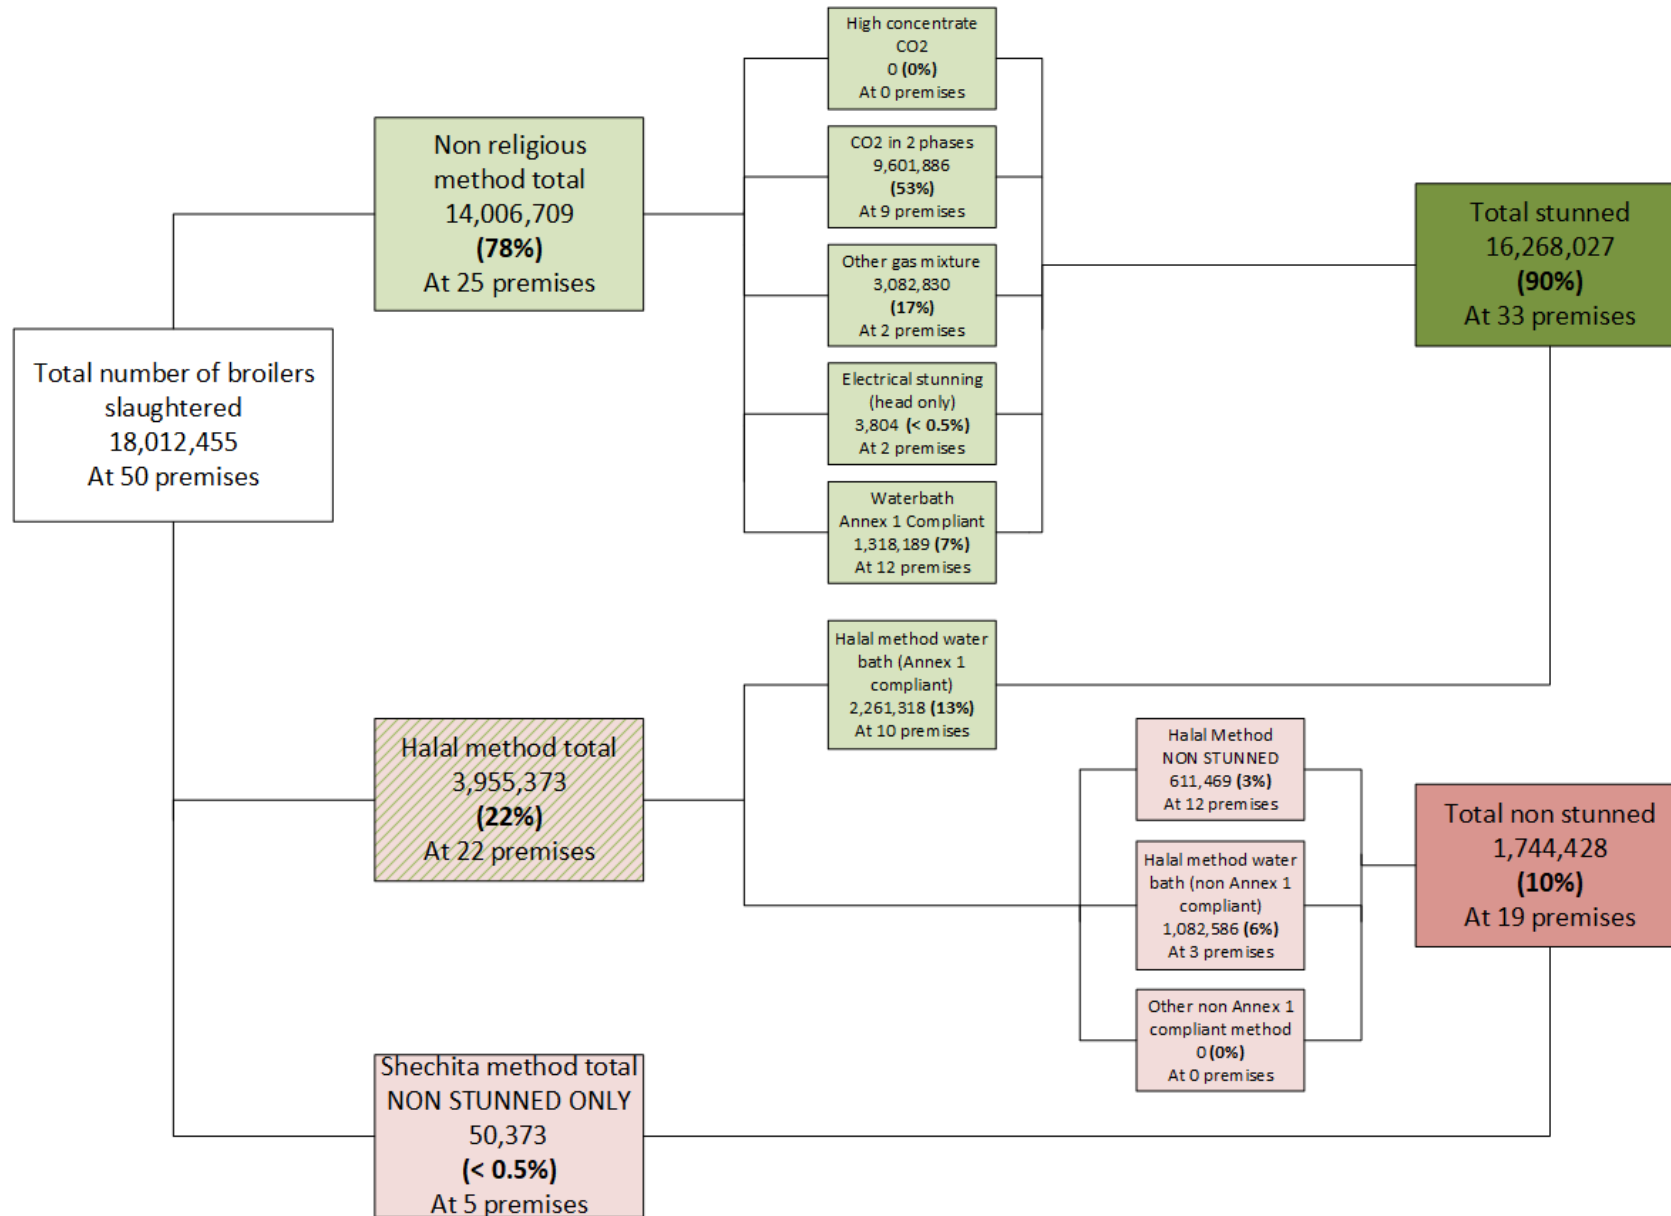 Total number of broilers
slaughtered
18,012,455
At 50 premises
Non religious
method total
14,006,709
(78%)
At 25 premises
High concentrate
CO2
0 (0%)
At 0 premises
CO2 in 2 phases
9,601,886
(53%)
At 9 premises
Other gas mixture
3,082,830
(17%)
At 2 premises
Electrical stunning
(head only)
3,804 (< 0.5%)
At 2 premises
Waterbath
Annex 1 Compliant
1,318,189 (7%)
At 12 premises
Total stunned
16,268,027
(90%)
At 33 premises
Halal method total
3,955,373
(22%)
At 22 premises
Halal method water
bath (Annex 1
compliant)
2,261,318 (13%)
At 10 premises
Halal Method
NON STUNNED
611,469 (3%)
At 12 premises
Halal method water
bath (non Annex 1
compliant)
1,082,586 (6%)
At 3 premises
Other non Annex 1
compliant method
0 (0%)
At 0 premises
Total non stunned
1,744,428
(10%)
At 19 premises
Shechita method total
NON STUNNED ONLY
50,373
(< 0.5%)
At 5 premises